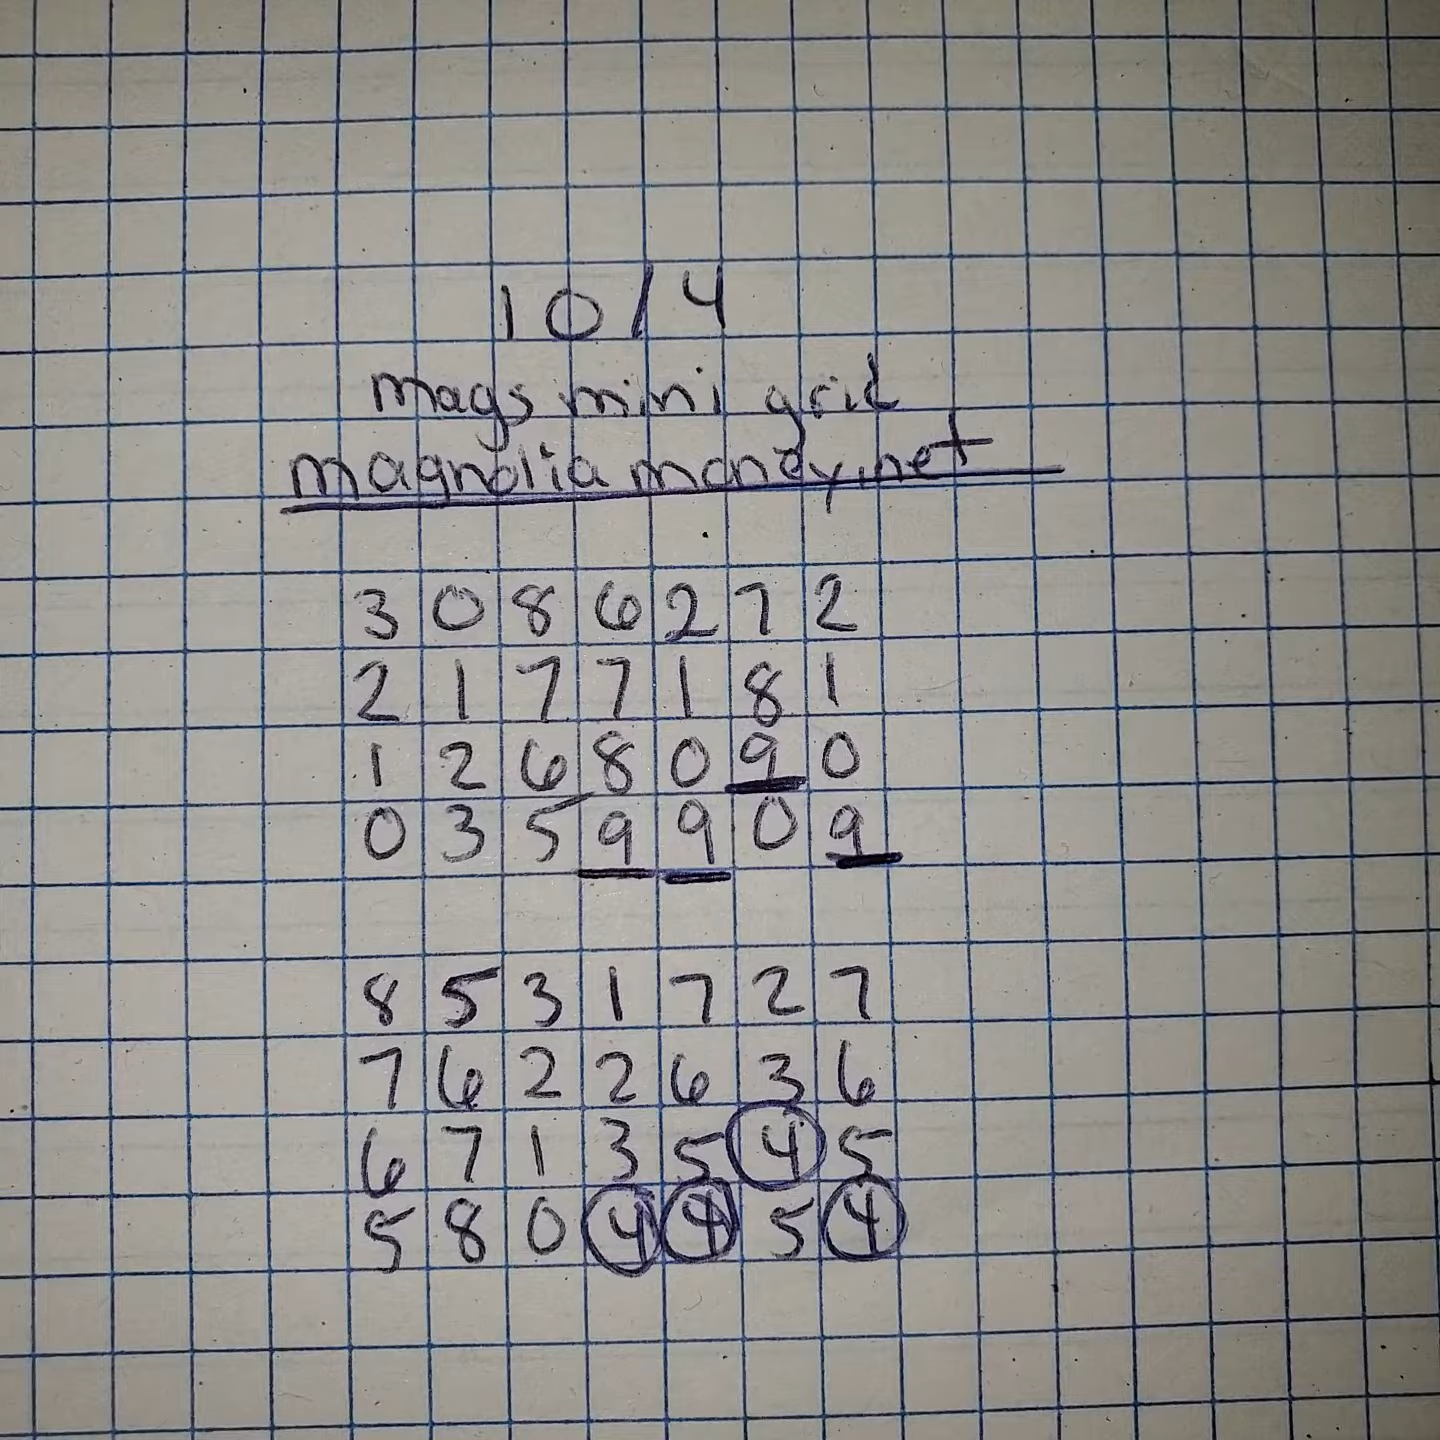 10/4
mags mini grid
magnolia money.net
3 0 8 6 2 7 2
2 1 7 7 1 8 1
1 2 6 8 0 9 0
0 3 5 9 9 0 9
8 5 3 1 7 2 7
7 6 2 2 6 3 6
6 7 1 3 5 4 5
5 8 0 4 4 5 4